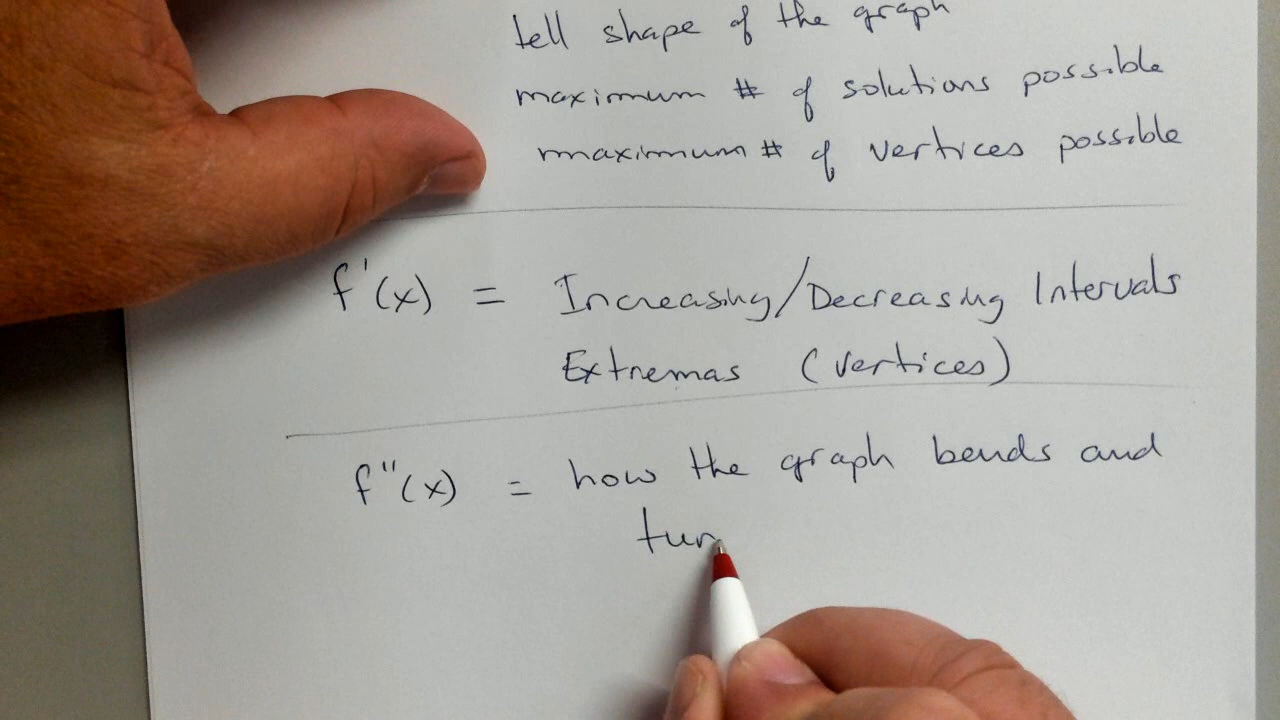 tell shape of the graph
maximum # of solutions possible
maximum # of vertices possible
f'(x) = Increasing/Decreasing Intervals
Extremas (vertices)
f"(x) = how the graph bends and
tur